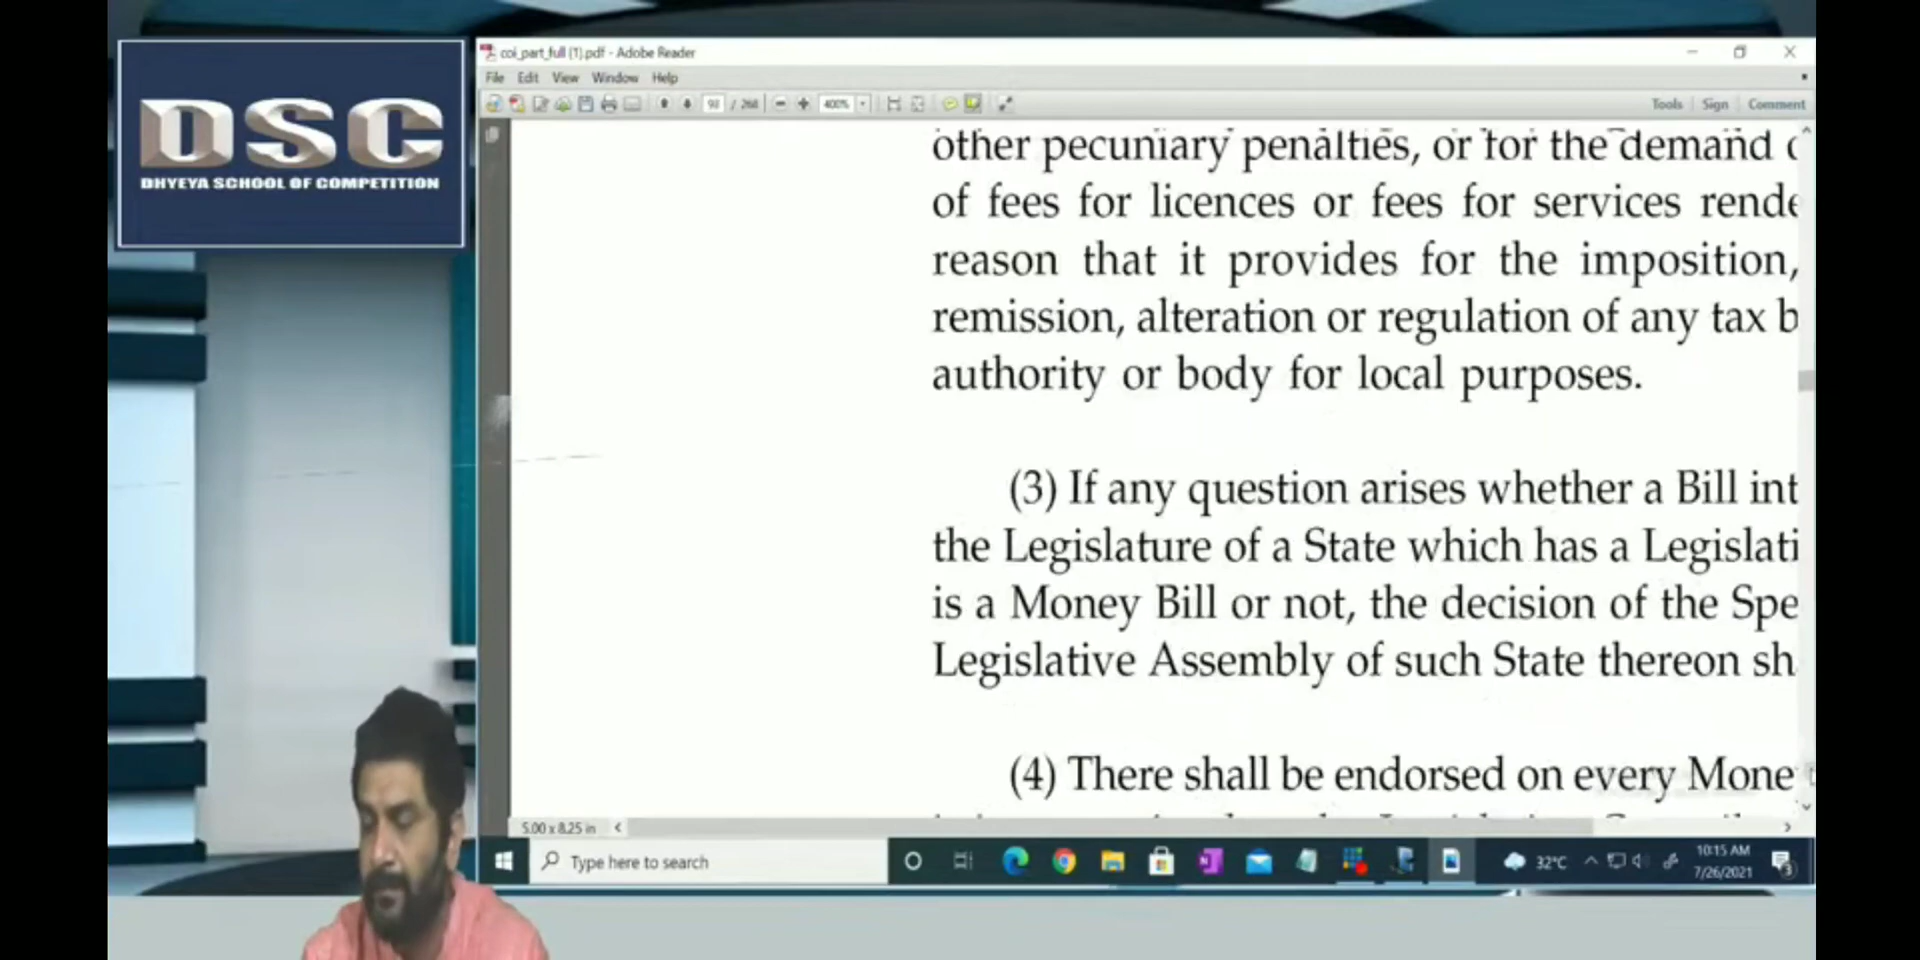 DSC
DHYEYA SCHOOL OF COMPETITION
coi_part_full (1).pdf - Adobe Reader
File Edit View Window Help
93 / 268 400%
Tools Sign Comment
other pecuniary penalties, or for the demand
of fees for licences or fees for services rende
reason that it provides for the imposition,
remission, alteration or regulation of any tax b
authority or body for local purposes.
(3) If any question arises whether a Bill int
the Legislature of a State which has a Legislati
is a Money Bill or not, the decision of the Spe
Legislative Assembly of such State thereon sh
(4) There shall be endorsed on every Mone
5.00 x 8.25 in
Type here to search
32°C
10:15 AM
7/26/2021
3